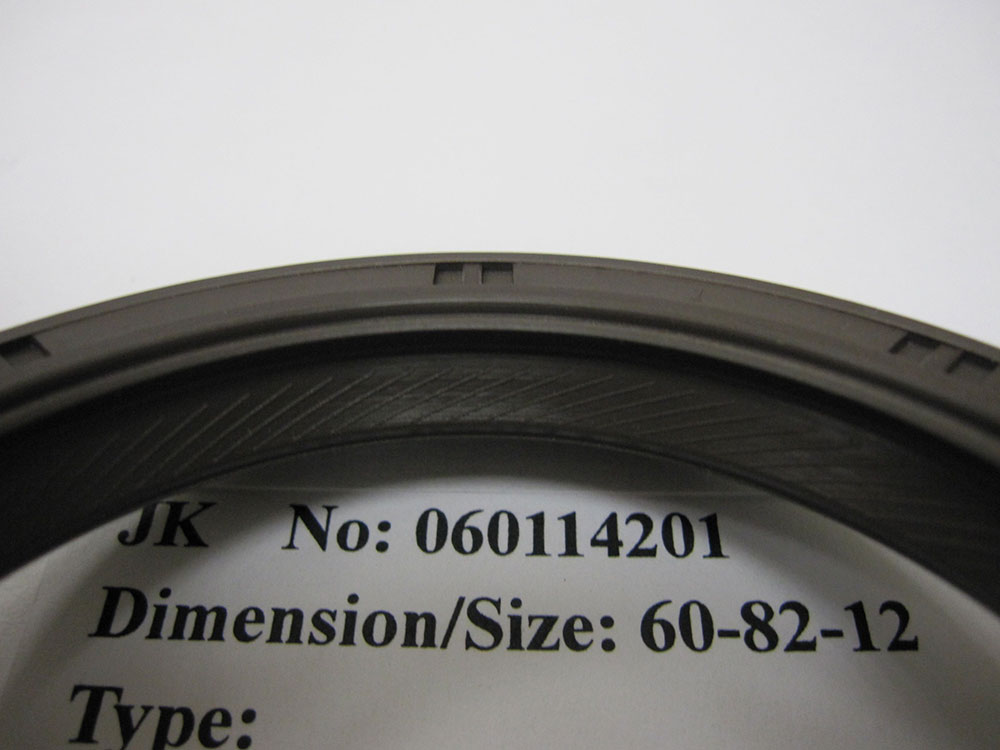 JK No: 060114201
Dimension/Size: 60-82-12
Type: